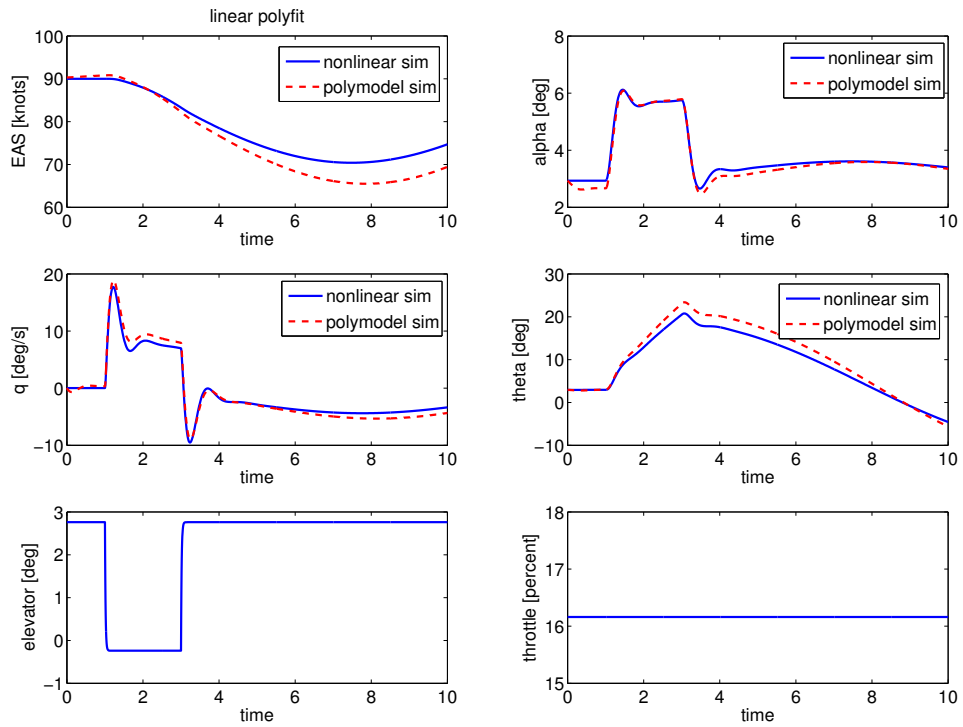 linear polyfit
100
90
80
70
60
EAS [knots]
nonlinear sim
polymodel sim
0 2 4 6 8 10
time
8
6
4
2
alpha [deg]
nonlinear sim
polymodel sim
0 2 4 6 8 10
time
20
10
0
−10
q [deg/s]
nonlinear sim
polymodel sim
0 2 4 6 8 10
time
30
20
10
0
−10
theta [deg]
nonlinear sim
polymodel sim
0 2 4 6 8 10
time
3
2
1
0
−1
elevator [deg]
0 2 4 6 8 10
time
18
17
16
15
throttle [percent]
0 2 4 6 8 10
time